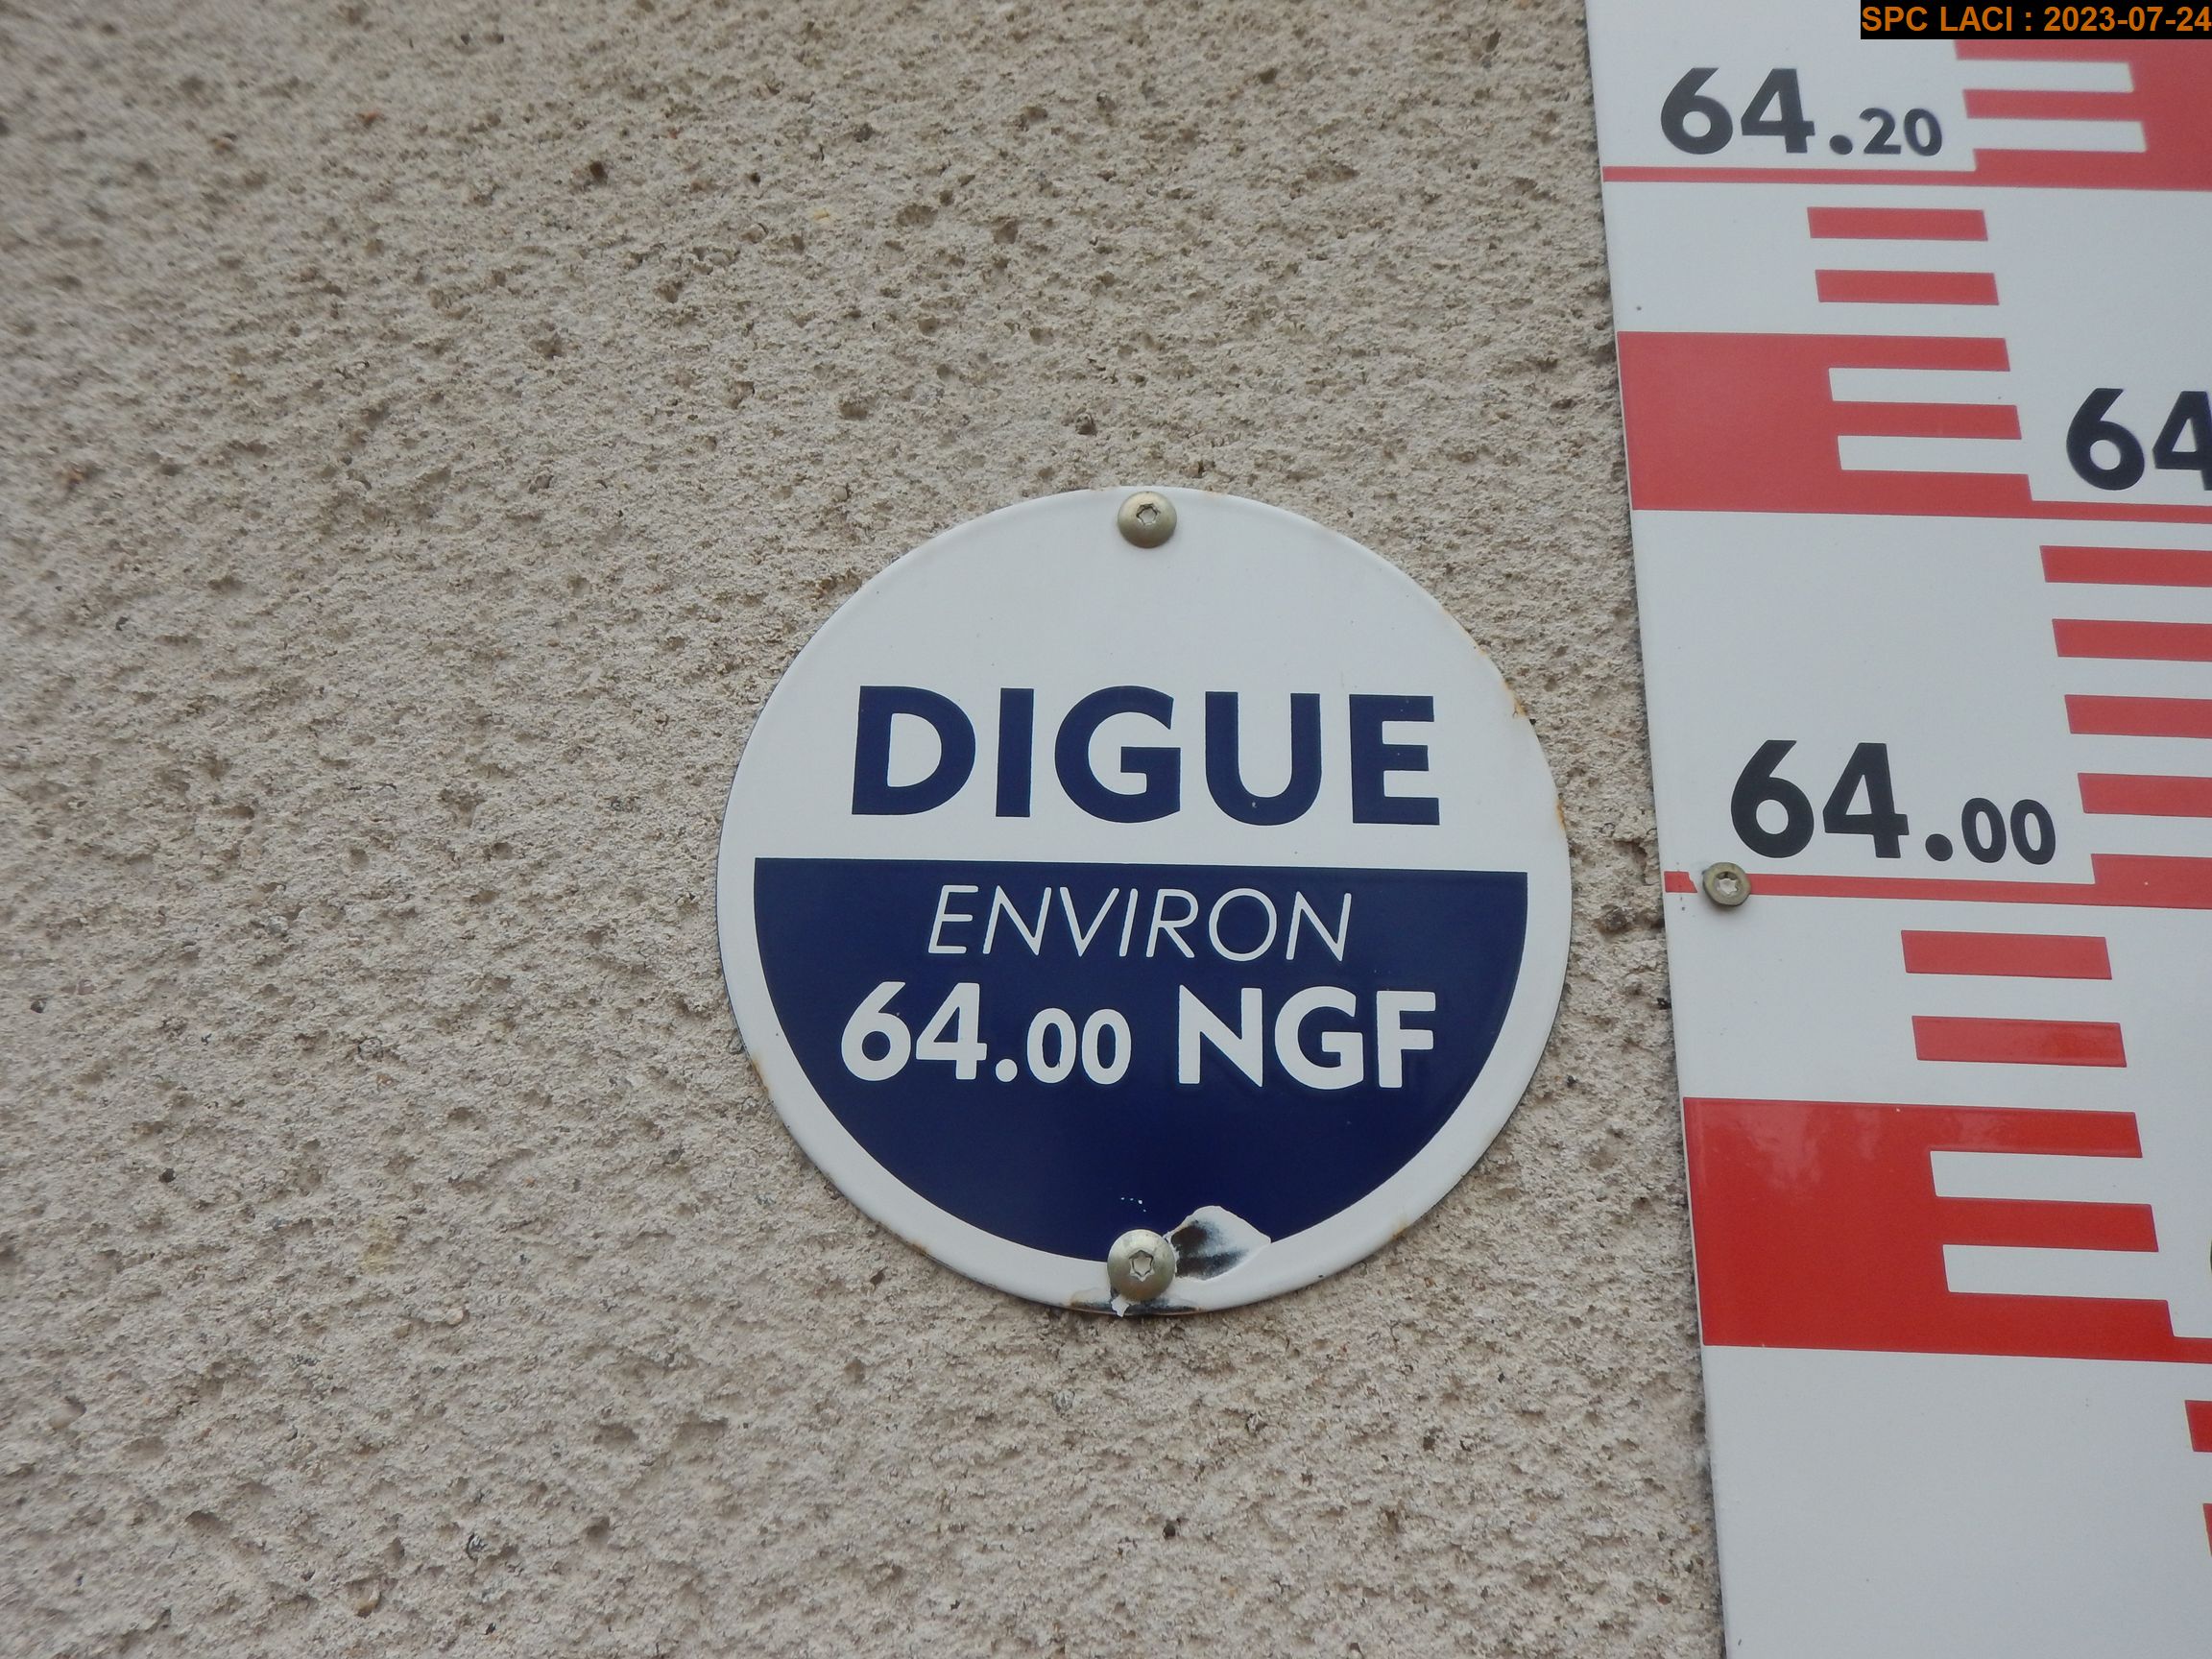 SPC LACI : 2023-07-24
64.20
64
DIGUE
ENVIRON
64.00 NGF
64.00